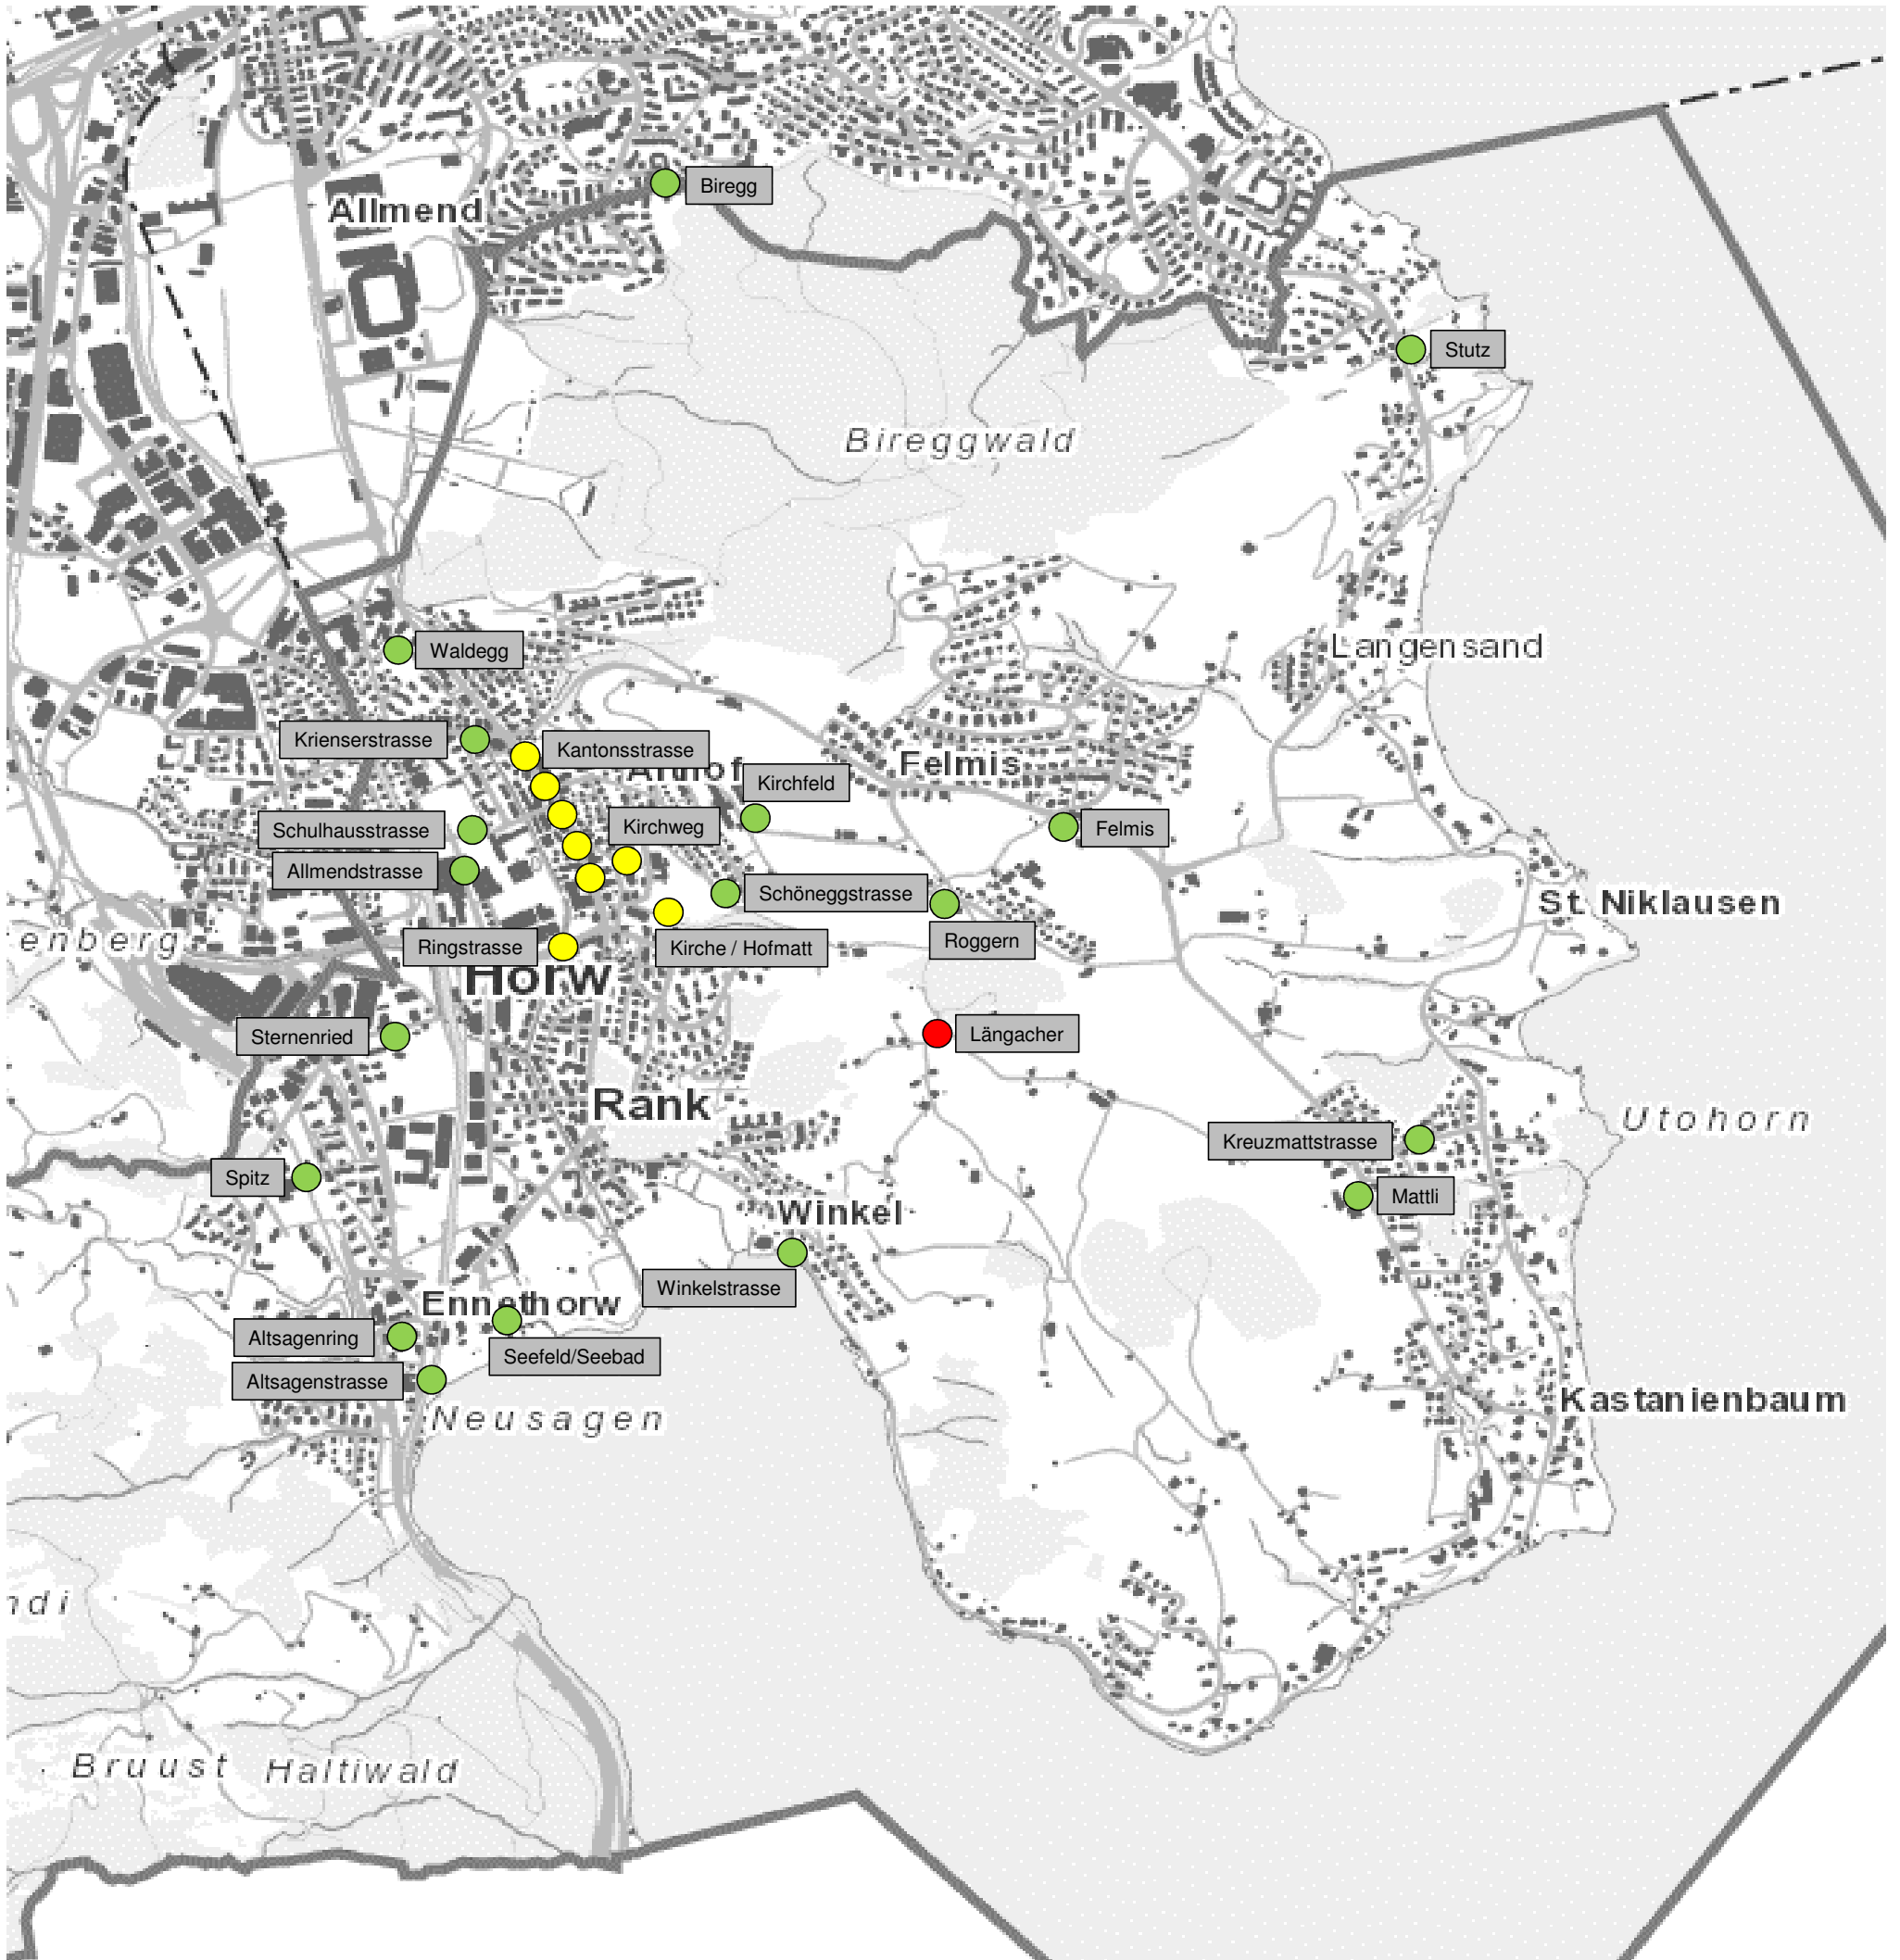 Biregg
Allmend
Stutz
Bireggwald
Waldegg
Langensand
Krienserstrasse
Kantonsstrasse
Felmis
Kirchfeld
Schulhausstrasse
Kirchweg
Felmis
Allmendstrasse
Schöneggstrasse
St. Niklausen
enberg
Ringstrasse
Kirche / Hofmatt
Roggern
Horw
Sternenried
Längacher
Rank
Utohorn
Kreuzmattstrasse
Spitz
Mattli
Winkel
Winkelstrasse
Ennethorw
Altsagenring
Seefeld/Seebad
Altsagenstrasse
Kastanienbaum
Neusagen
ndi
Bruust
Haltiwald